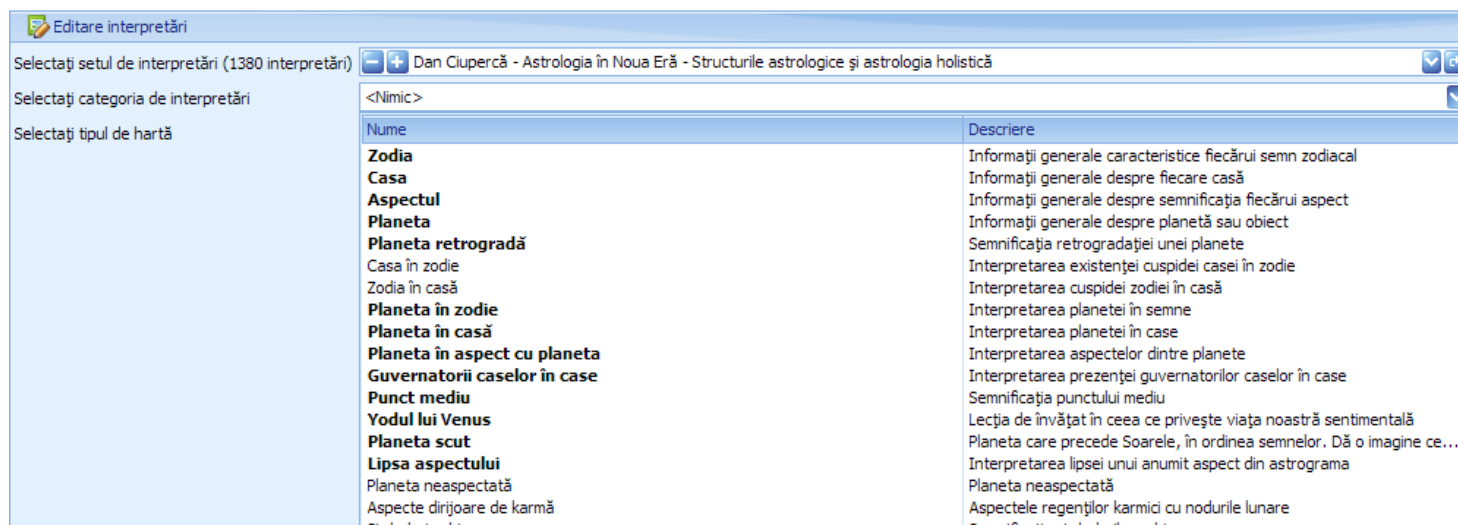 Editare interpretări
Selectaţi setul de interpretări (1380 interpretări) Dan Ciupercă - Astrologia în Noua Eră - Structurile astrologice şi astrologia holistică
Selectaţi categoria de interpretări <Nimic>
Selectaţi tipul de hartă Nume Descriere
Zodia Informaţii generale caracteristice fiecărui semn zodiacal
Casa Informaţii generale despre fiecare casă
Aspectul Informaţii generale despre semnificaţia fiecărui aspect
Planeta Informaţii generale despre planetă sau obiect
Planeta retrogradă Semnificaţia retrogradaţiei unei planete
Casa în zodie Interpretarea existenţei cuspidei casei în zodie
Zodia în casă Interpretarea cuspidei zodiei în casă
Planeta în zodie Interpretarea planetei în semne
Planeta în casă Interpretarea planetei în case
Planeta în aspect cu planeta Interpretarea aspectelor dintre planete
Guvernatorii caselor în case Interpretarea prezenţei guvernatorilor caselor în case
Punct mediu Semnificaţia punctului mediu
Yodul lui Venus Lecţia de învăţat în ceea ce priveşte viaţa noastră sentimentală
Planeta scut Planeta care precede Soarele, în ordinea semnelor. Dă o imagine ce...
Lipsa aspectului Interpretarea lipsei unui anumit aspect din astrograma
Planeta neaspectată Planeta neaspectată
Aspecte dirijoare de karmă Aspectele regenţilor karmici cu nodurile lunare